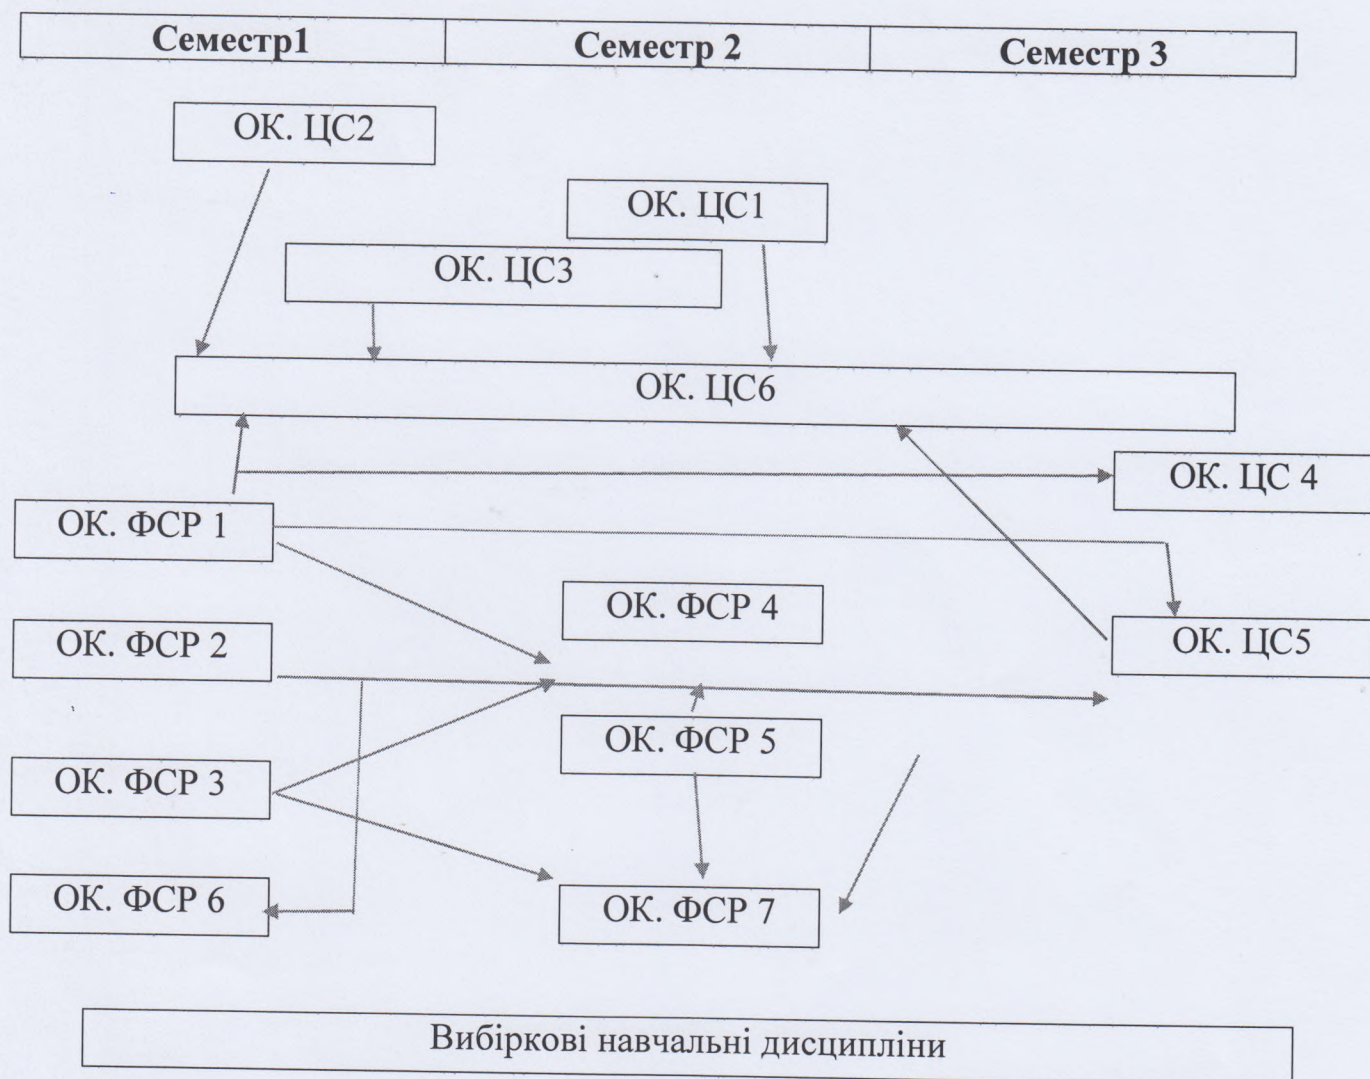 Семестр1 Семестр 2 Семестр 3
ОК. ЦС2
ОК. ЦС1
ОК. ЦС3
ОК. ЦС6
ОК. ЦС 4
ОК. ФСР 1
ОК. ФСР 4
ОК. ФСР 2
ОК. ЦС5
ОК. ФСР 5
ОК. ФСР 3
ОК. ФСР 6
ОК. ФСР 7
Вибіркові навчальні дисципліни